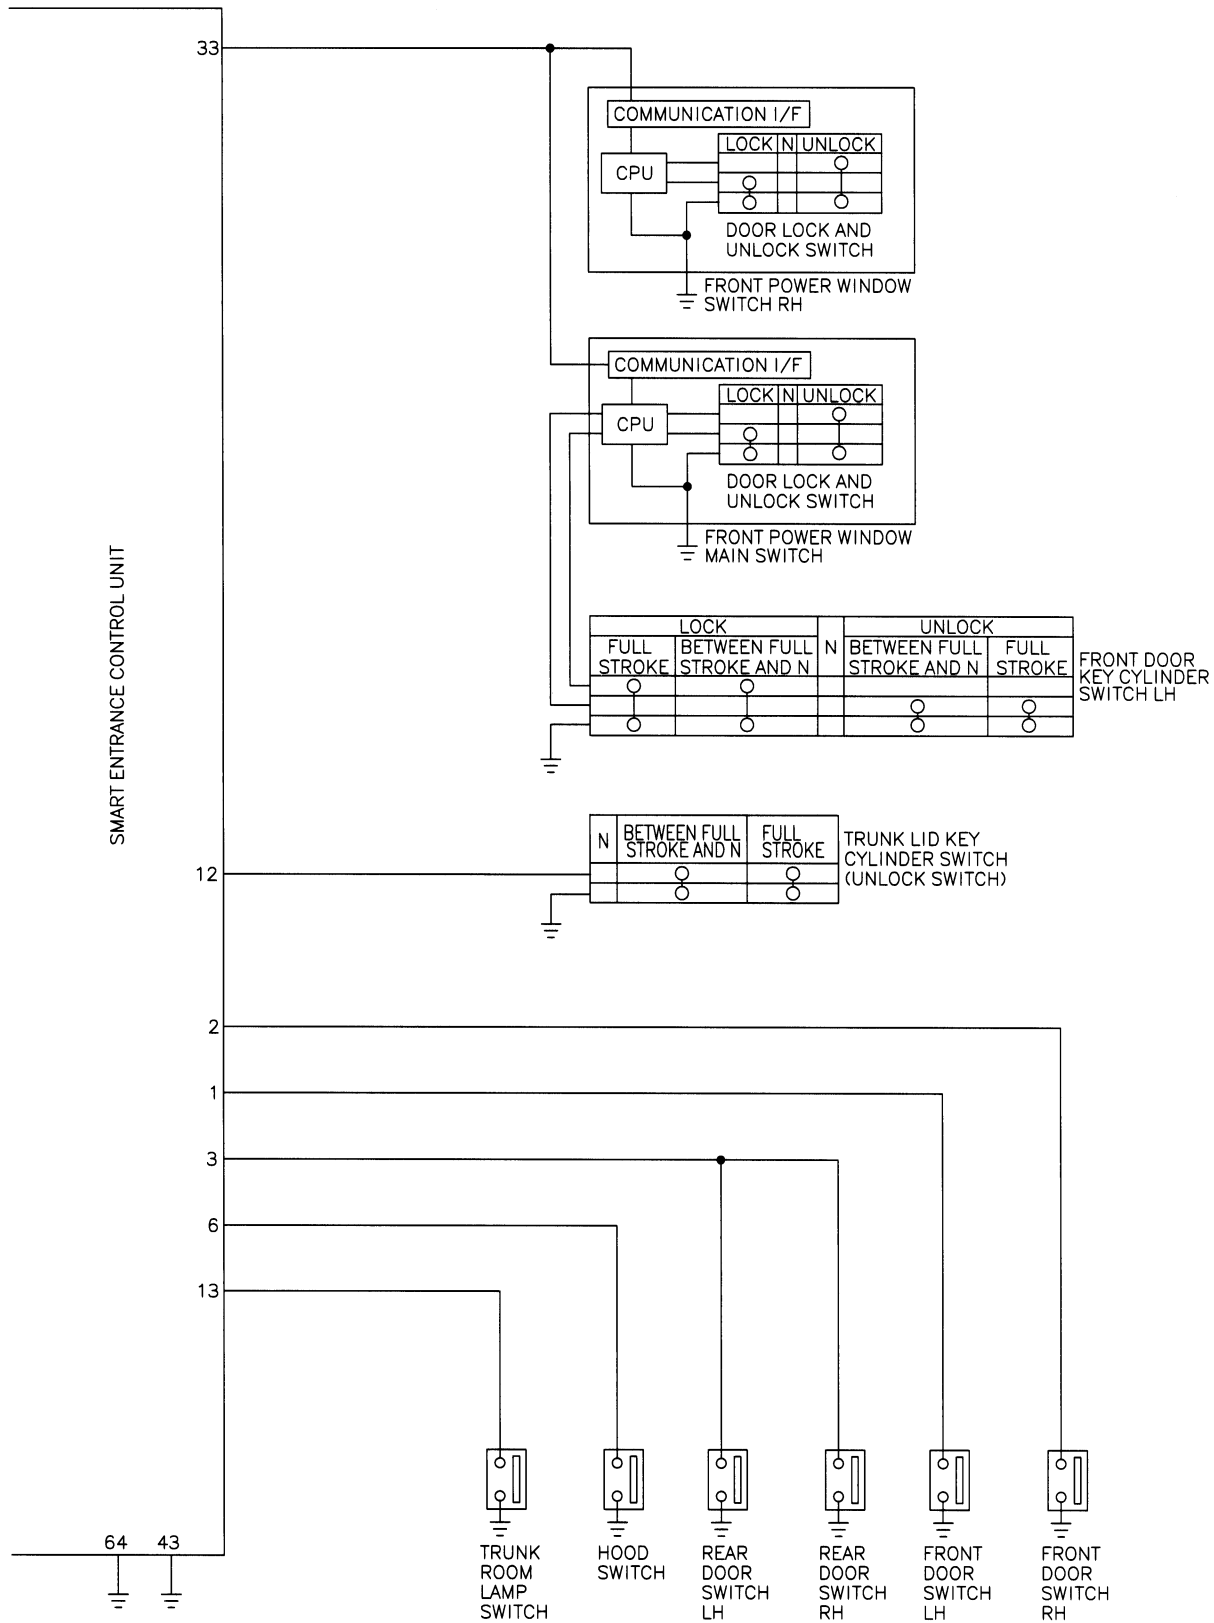 33
COMMUNICATION I/F
LOCK N UNLOCK
CPU
DOOR LOCK AND
UNLOCK SWITCH
FRONT POWER WINDOW
SWITCH RH
COMMUNICATION I/F
LOCK N UNLOCK
CPU
DOOR LOCK AND
UNLOCK SWITCH
FRONT POWER WINDOW
MAIN SWITCH
SMART ENTRANCE CONTROL UNIT
LOCK N UNLOCK
FULL STROKE
BETWEEN FULL STROKE AND N
BETWEEN FULL STROKE AND N
FULL STROKE
FRONT DOOR
KEY CYLINDER
SWITCH LH
12
N
BETWEEN FULL STROKE AND N
FULL STROKE
TRUNK LID KEY
CYLINDER SWITCH
(UNLOCK SWITCH)
2
1
3
6
13
64 43
TRUNK
ROOM
LAMP
SWITCH
HOOD
SWITCH
REAR
DOOR
SWITCH
LH
REAR
DOOR
SWITCH
RH
FRONT
DOOR
SWITCH
LH
FRONT
DOOR
SWITCH
RH